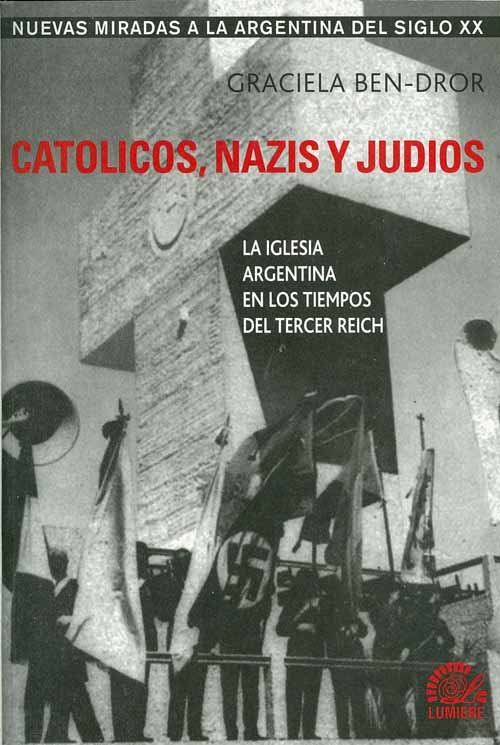 NUEVAS MIRADAS A LA ARGENTINA DEL SIGLO XX
GRACIELA BEN-DROR
CATOLICOS, NAZIS Y JUDIOS
LA IGLESIA
ARGENTINA
EN LOS TIEMPOS
DEL TERCER REICH
LUMIERE